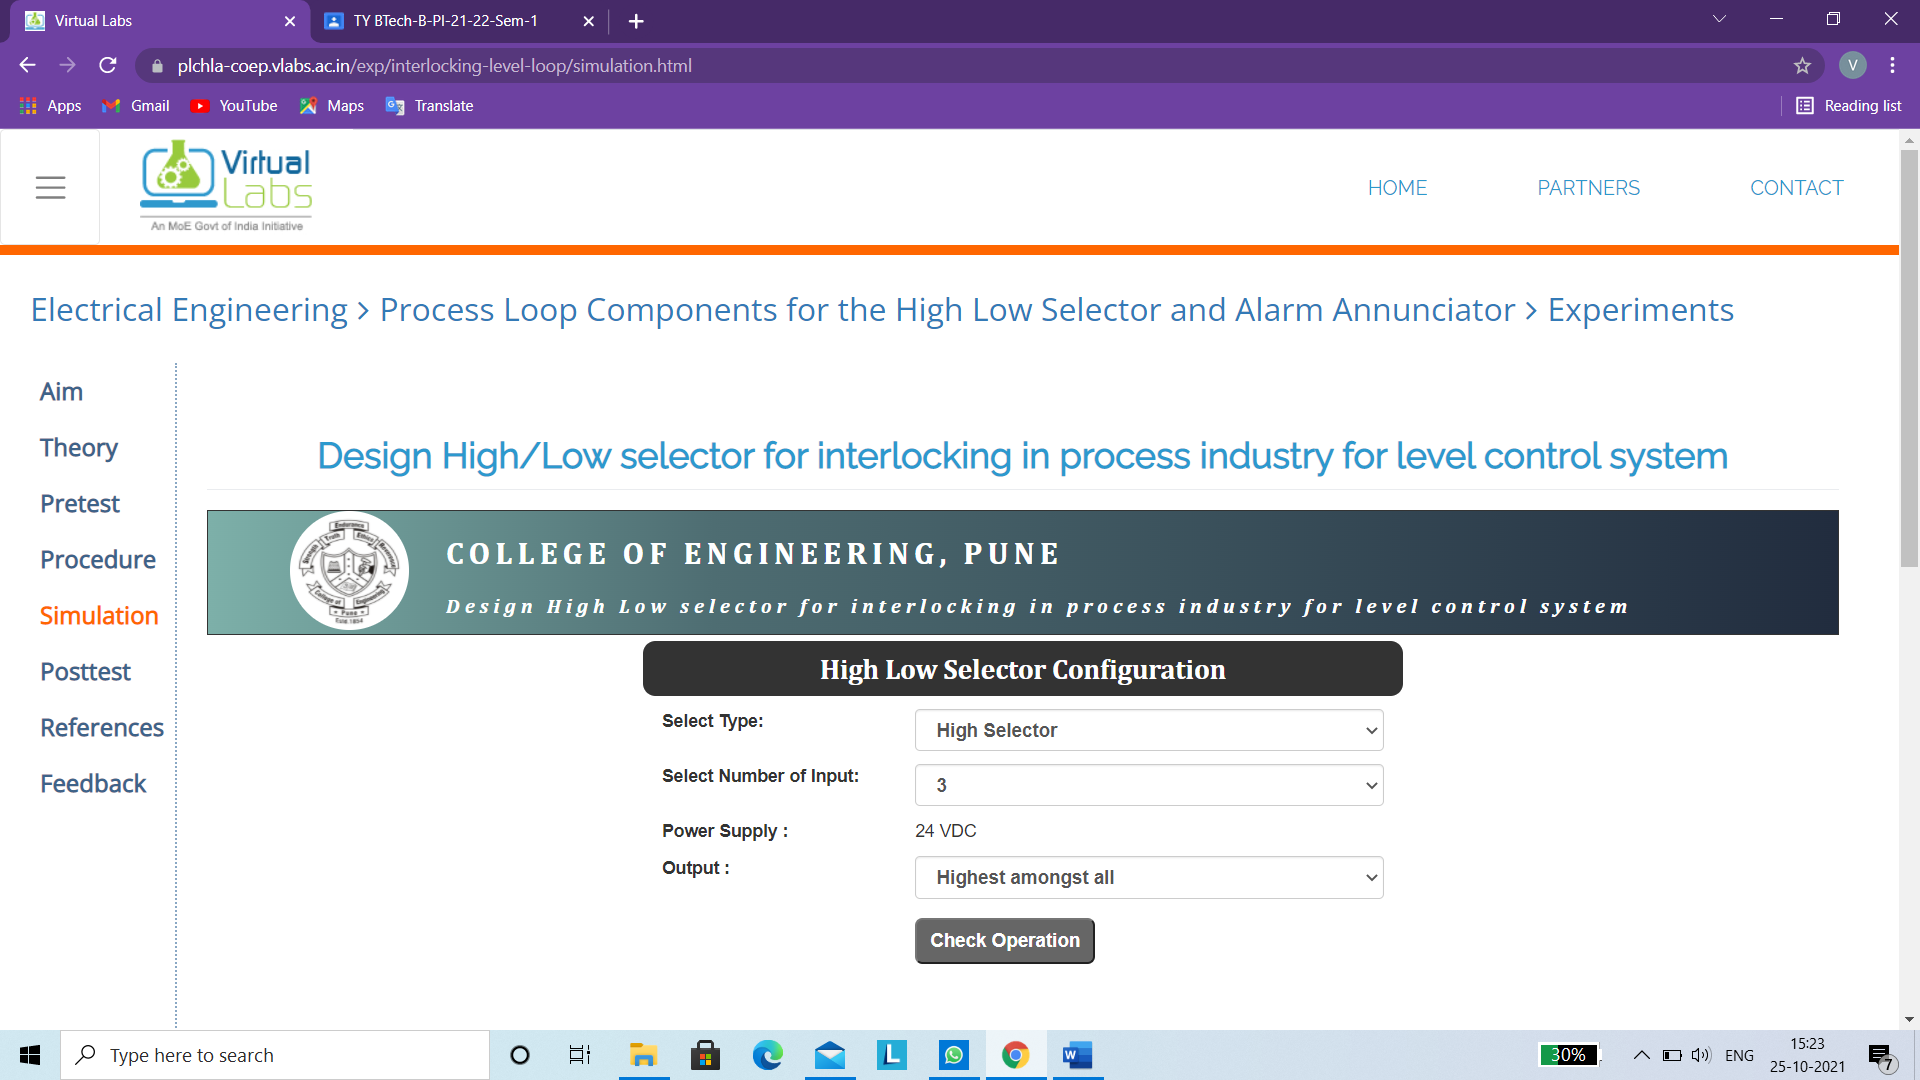 Virtual Labs
TY BTech-B-PI-21-22-Sem-1
plchla-coep.vlabs.ac.in/exp/interlocking-level-loop/simulation.html
V
Apps
Gmail
YouTube
Maps
Translate
Reading list
Virtual
Labs
An MoE Govt of India Initiative
HOME
PARTNERS
CONTACT
Electrical Engineering > Process Loop Components for the High Low Selector and Alarm Annunciator > Experiments
Aim
Theory
Pretest
Procedure
Simulation
Posttest
References
Feedback
Design High/Low selector for interlocking in process industry for level control system
COLLEGE OF ENGINEERING, PUNE
Design High Low selector for interlocking in process industry for level control system
High Low Selector Configuration
Select Type:
High Selector
Select Number of Input:
3
Power Supply :
24 VDC
Output :
Highest amongst all
Check Operation
Type here to search
30%
ENG
15:23
25-10-2021
7